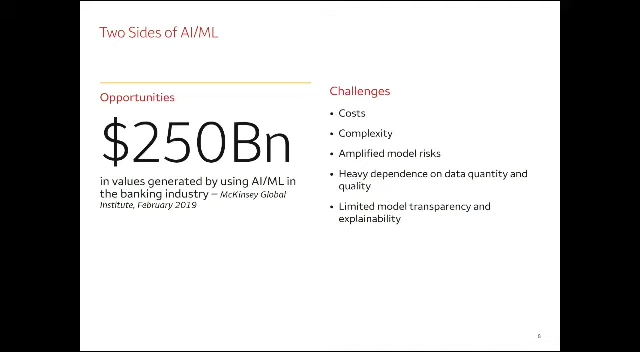 Two Sides of AI/ML
Opportunities
$250Bn
in values generated by using AI/ML in
the banking industry – McKinsey Global
Institute, February 2019
Challenges
• Costs
• Complexity
• Amplified model risks
• Heavy dependence on data quantity and
quality
• Limited model transparency and
explainability